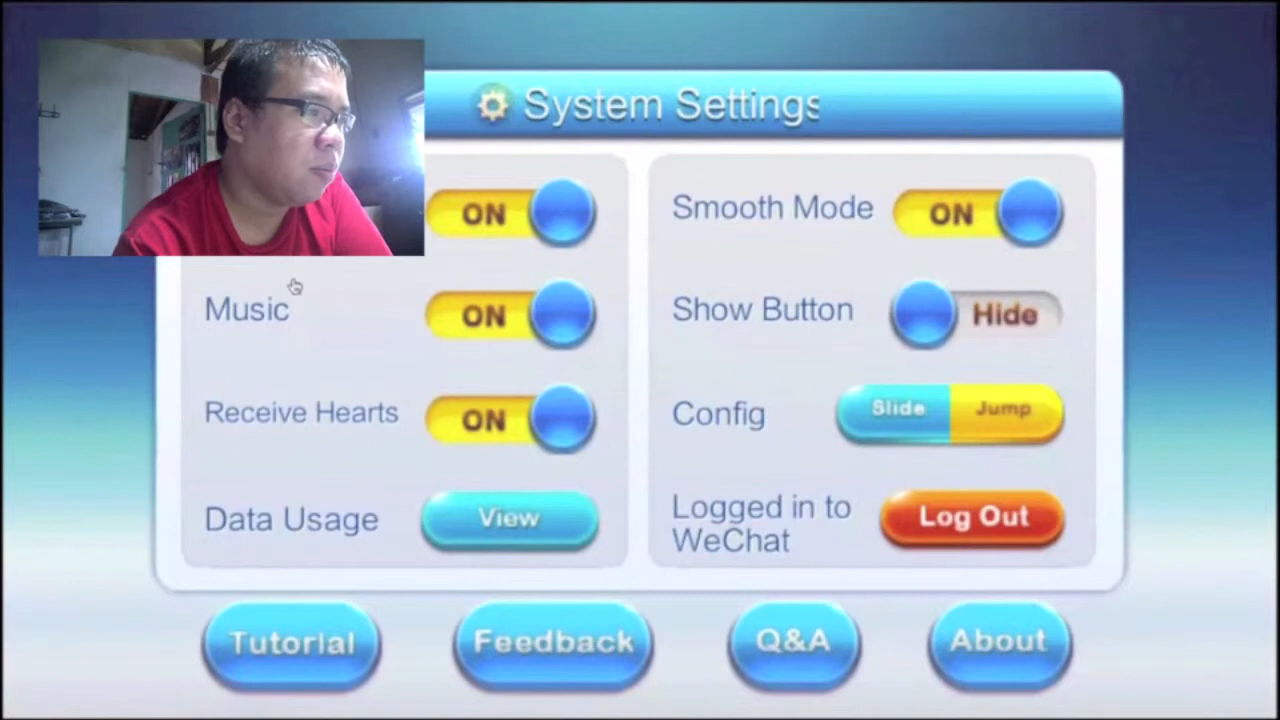 System Settings
ON
Smooth Mode
ON
Music
ON
Show Button
Hide
Receive Hearts
ON
Config
Slide
Jump
Data Usage
View
Logged in to
WeChat
Log Out
Tutorial
Feedback
Q&A
About